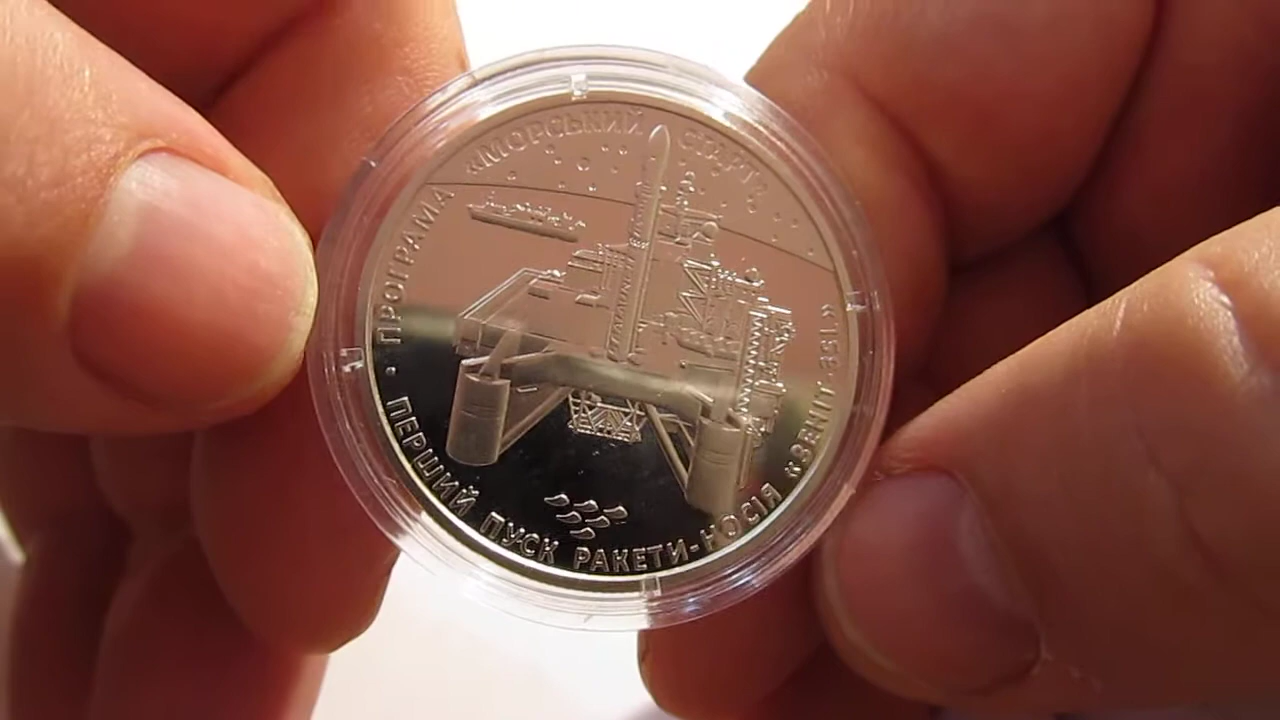 ПРОГРАМА «МОРСЬКИЙ СТАРТ»
• ПЕРШИЙ ПУСК РАКЕТИ-НОСІЯ «ЗЕНІТ-3SL»